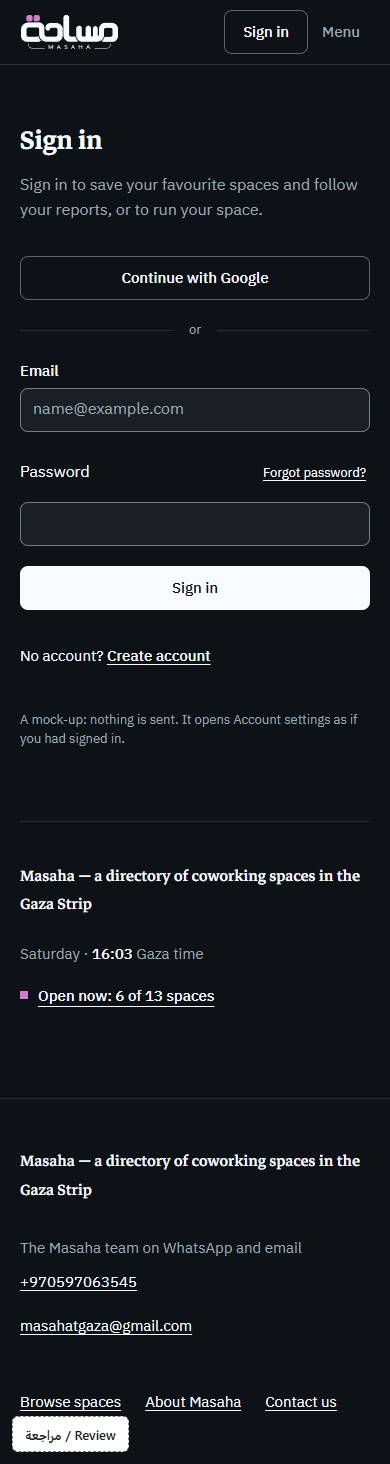 مساحة
MASAHA
Sign in
Menu
Sign in
Sign in to save your favourite spaces and follow
your reports, or to run your space.
Continue with Google
or
Email
name@example.com
Password
Forgot password?
Sign in
No account? Create account
A mock-up: nothing is sent. It opens Account settings as if
you had signed in.
Masaha — a directory of coworking spaces in the
Gaza Strip
Saturday · 16:03 Gaza time
Open now: 6 of 13 spaces
Masaha — a directory of coworking spaces in the
Gaza Strip
The Masaha team on WhatsApp and email
+970597063545
masahatgaza@gmail.com
Browse spaces
About Masaha
Contact us
مراجعة / Review